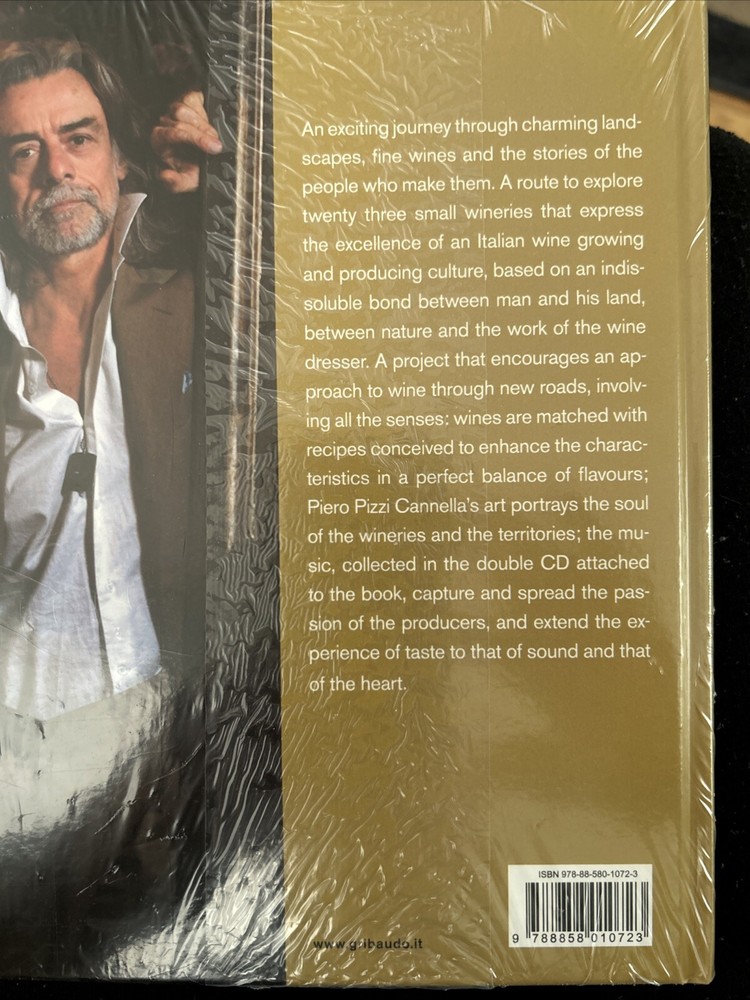 An exciting journey through charming land-
scapes, fine wines and the stories of the
people who make them. A route to explore
twenty three small wineries that express
the excellence of an Italian wine growing
and producing culture, based on an indis-
soluble bond between man and his land,
between nature and the work of the wine
dresser. A project that encourages an ap-
proach to wine through new roads, involv-
ing all the senses: wines are matched with
recipes conceived to enhance the charac-
teristics in a perfect balance of flavours;
Piero Pizzi Cannella's art portrays the soul
of the wineries and the territories; the mu-
sic, collected in the double CD attached
to the book, capture and spread the pas-
sion of the producers, and extend the ex-
perience of taste to that of sound and that
of the heart.
ISBN 978-88-580-1072-3
9 788858 010723
www.gribaudo.it